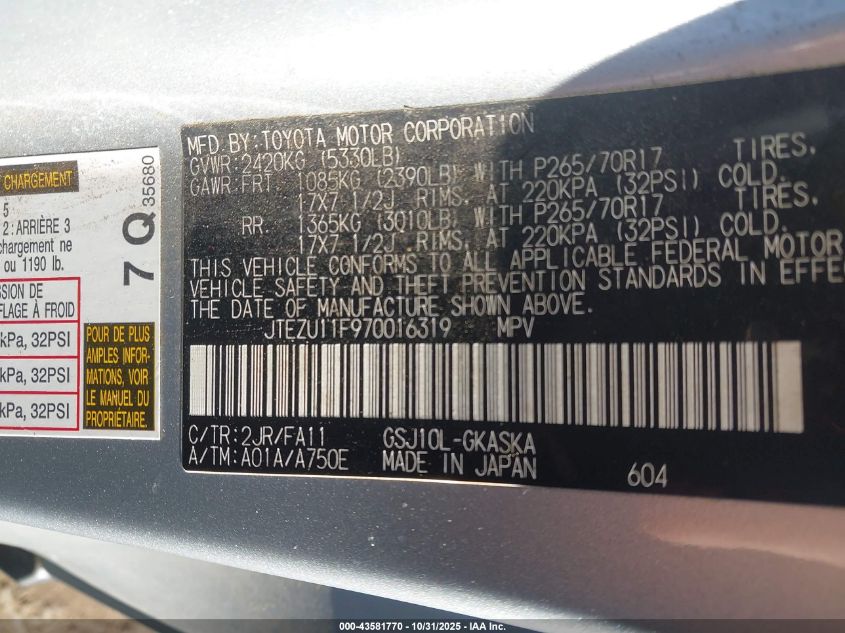 CHARGEMENT
5
2 : ARRIÈRE 3
chargement ne
ou 1190 lb.
SSION DE
FLAGE À FROID
kPa, 32PSI
kPa, 32PSI
kPa, 32PSI
7 Q 35680
POUR DE PLUS
AMPLES INFOR-
MATIONS, VOIR
LE MANUEL DU
PROPRIÉTAIRE.
MFD. BY:TOYOTA MOTOR CORPORATION
GVWR:2420KG (5330LB)
GAWR:FRT. 1085KG (2390LB) WITH P265/70R17 TIRES.
17X7 1/2J RIMS. AT 220KPA (32PSI) COLD.
RR. 1365KG (3010LB) WITH P265/70R17 TIRES.
17X7 1/2J RIMS. AT 220KPA (32PSI) COLD.
THIS VEHICLE CONFORMS TO ALL APPLICABLE FEDERAL MOTOR
VEHICLE SAFETY AND THEFT PREVENTION STANDARDS IN EFFEC
THE DATE OF MANUFACTURE SHOWN ABOVE.
JTEZU11F970016319 MPV
C/TR:2JR/FA11 GSJ10L-GKASKA
A/TM:A01A/A750E MADE IN JAPAN
604
000-43581770 - 10/31/2025 - IAA Inc.